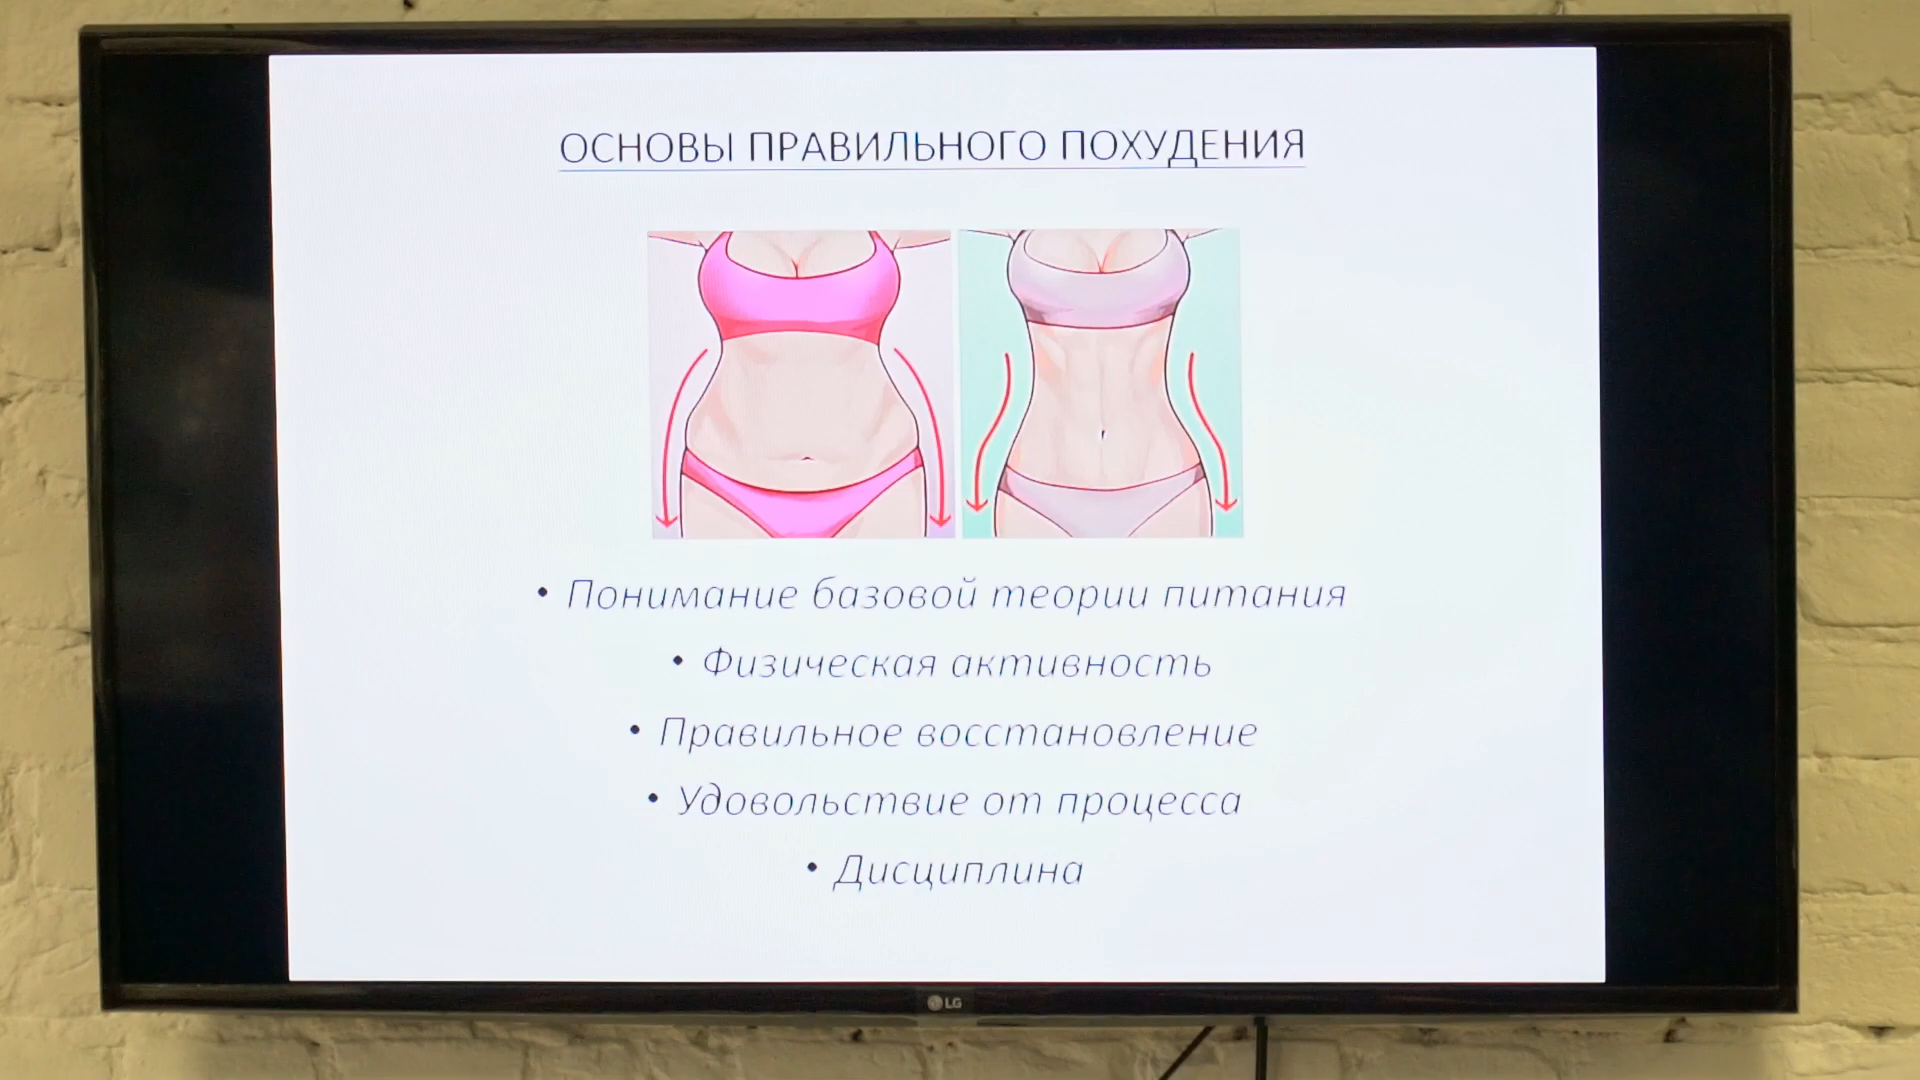 ОСНОВЫ ПРАВИЛЬНОГО ПОХУДЕНИЯ
• Понимание базовой теории питания
• Физическая активность
• Правильное восстановление
• Удовольствие от процесса
• Дисциплина
LG